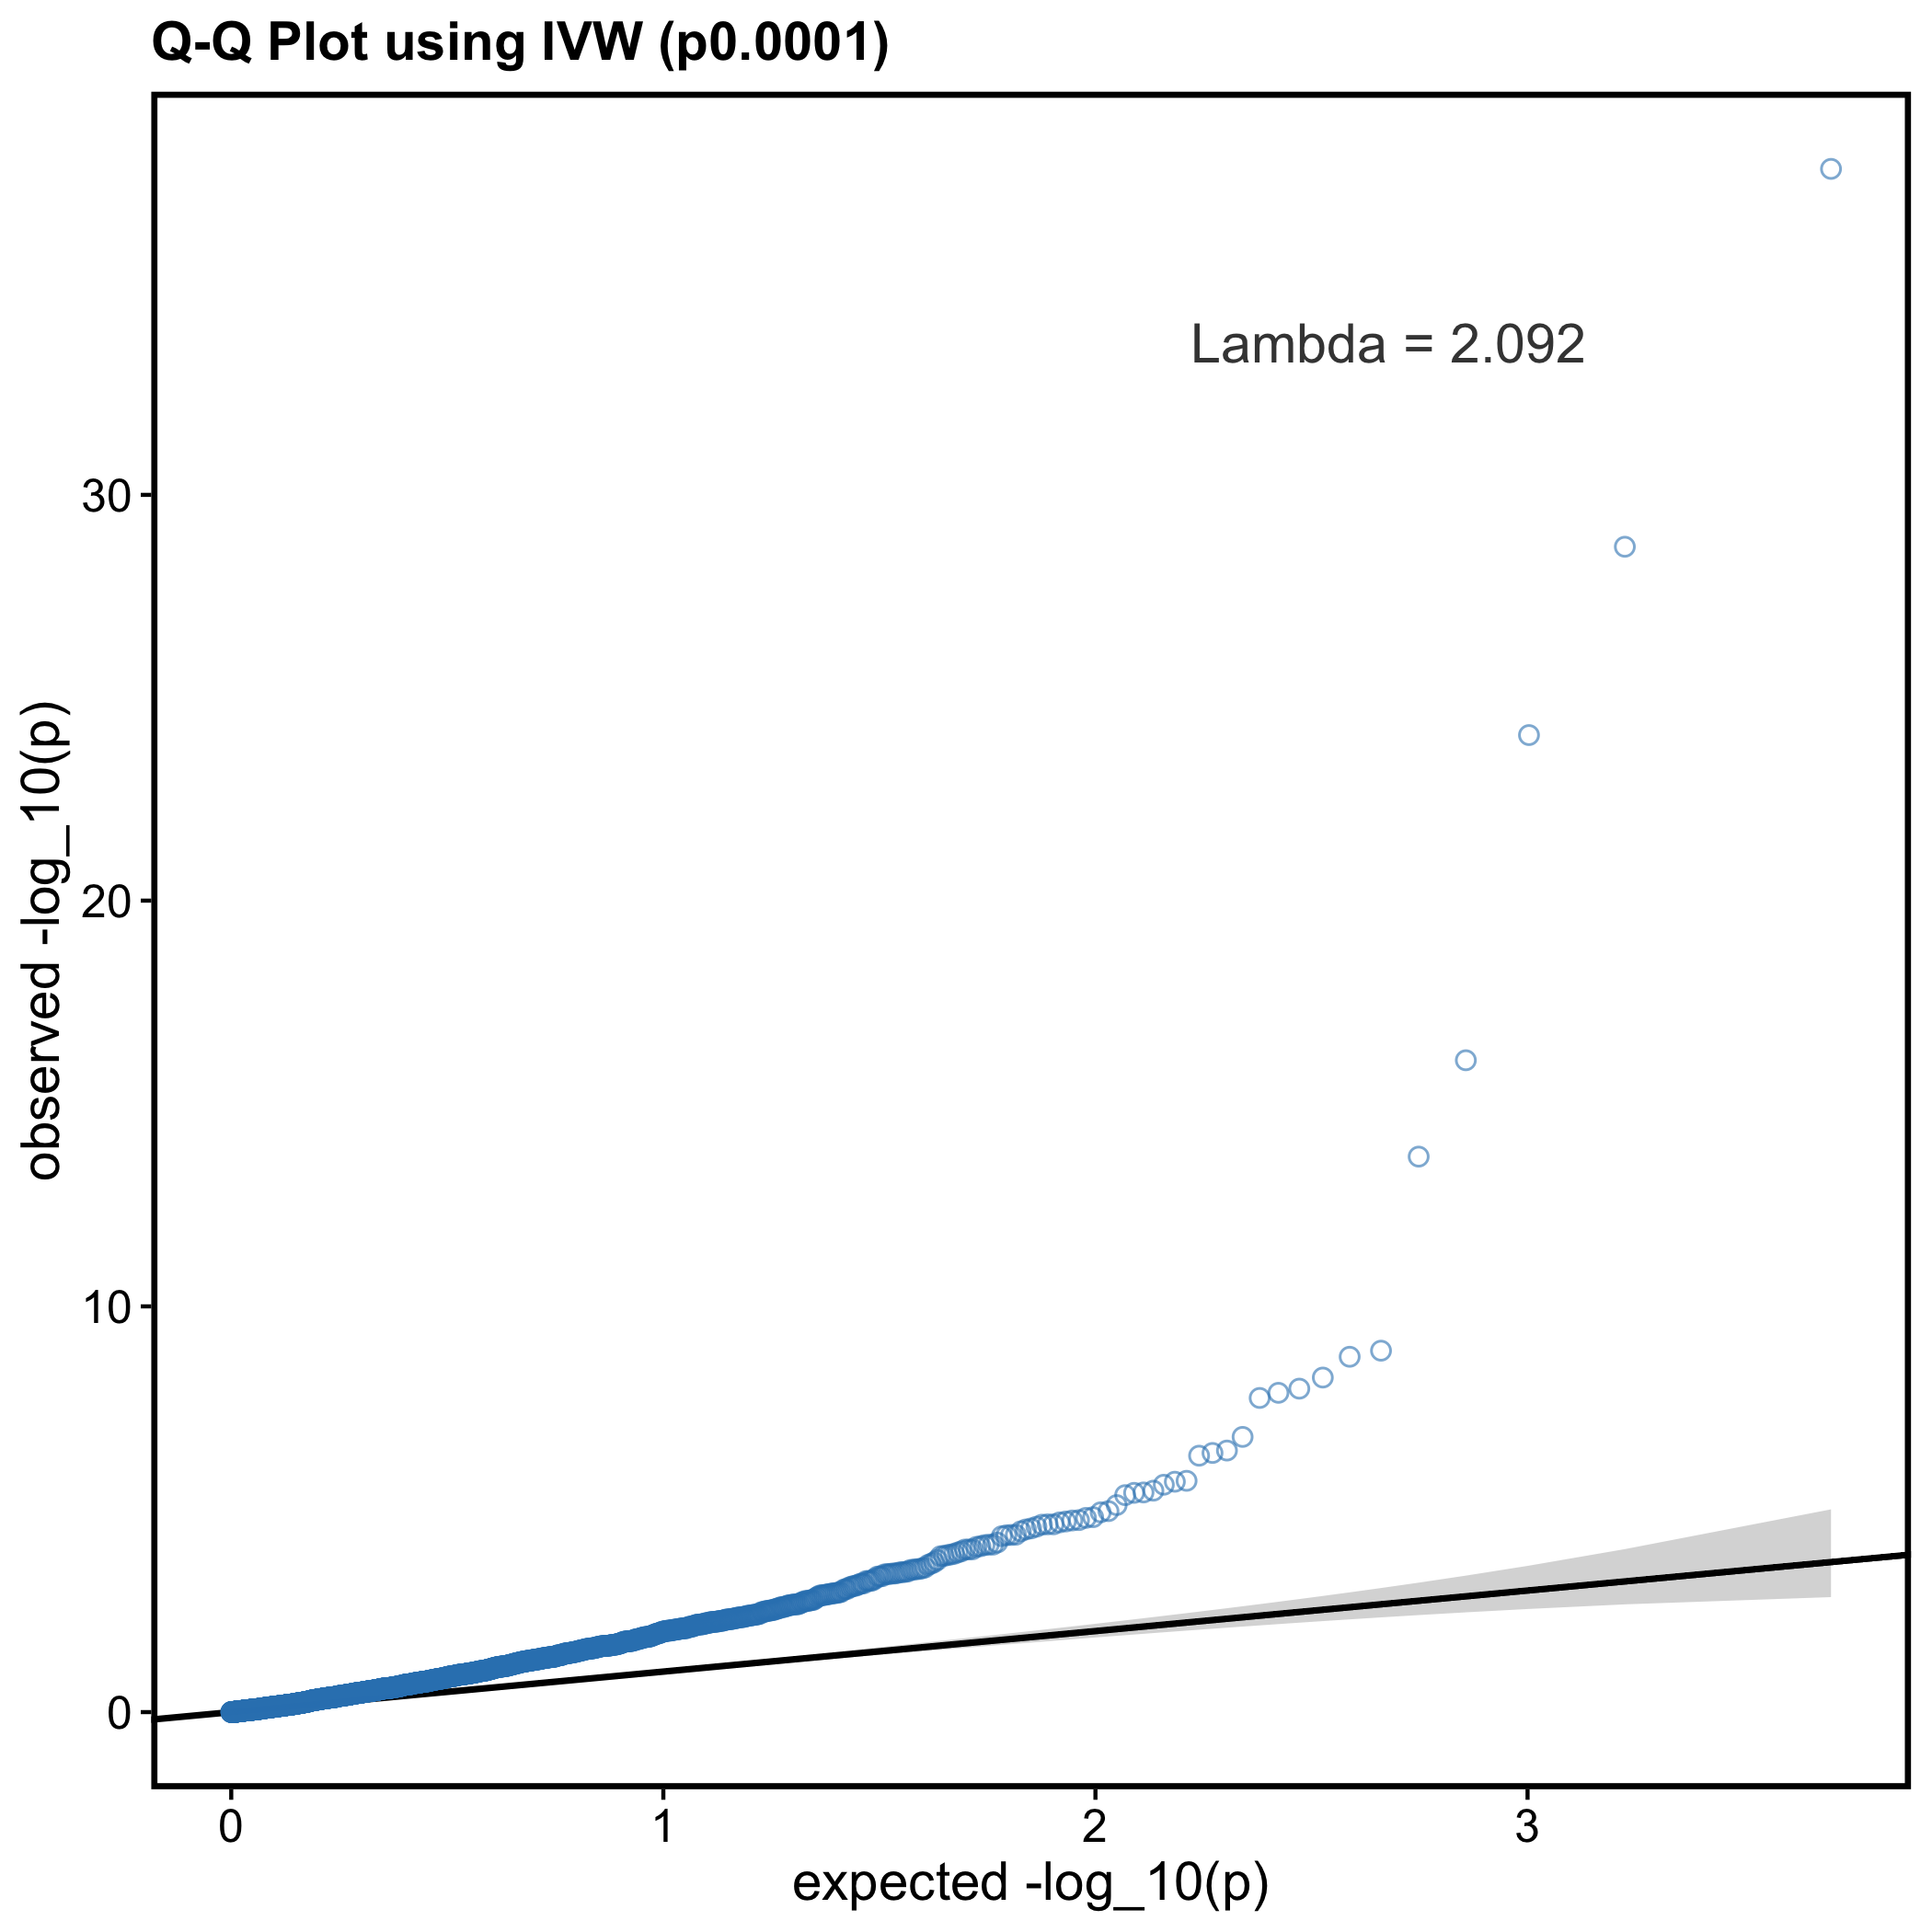 Q-Q Plot using IVW (p0.0001)
Lambda = 2.092
observed -log_10(p)
30
20
10
0
0 1 2 3
expected -log_10(p)